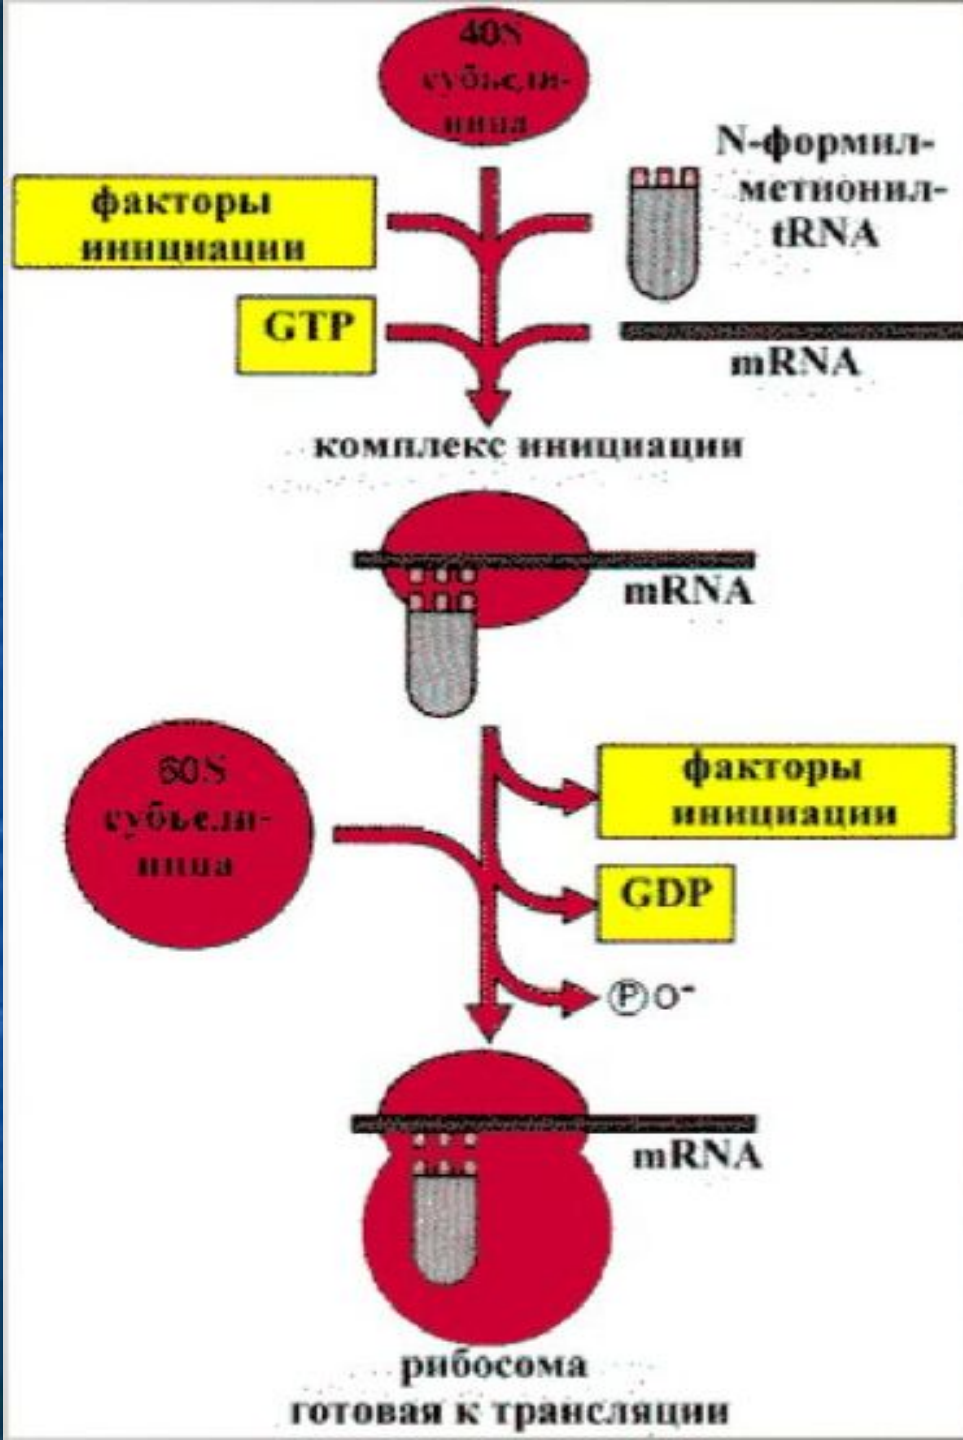 40S
субъеди-
ница
N-формил-
метионил-
tRNA
факторы
инициации
GTP
mRNA
комплекс инициации
mRNA
60S
субъеди-
ница
факторы
инициации
GDP
P O⁻
mRNA
рибосома
готовая к трансляции